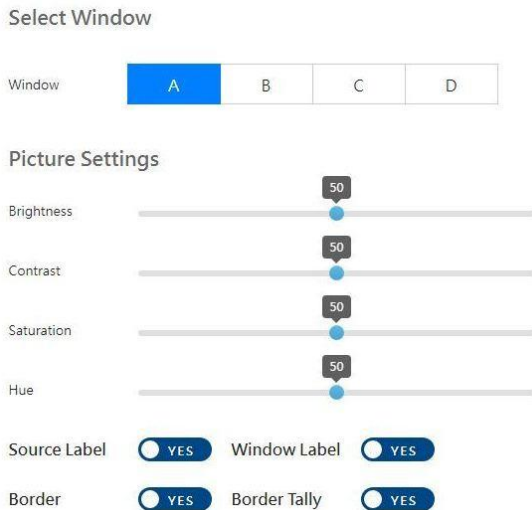 Select Window
Window A B C D
Picture Settings
50
Brightness
50
Contrast
50
Saturation
50
Hue
Source Label YES Window Label YES
Border YES Border Tally YES